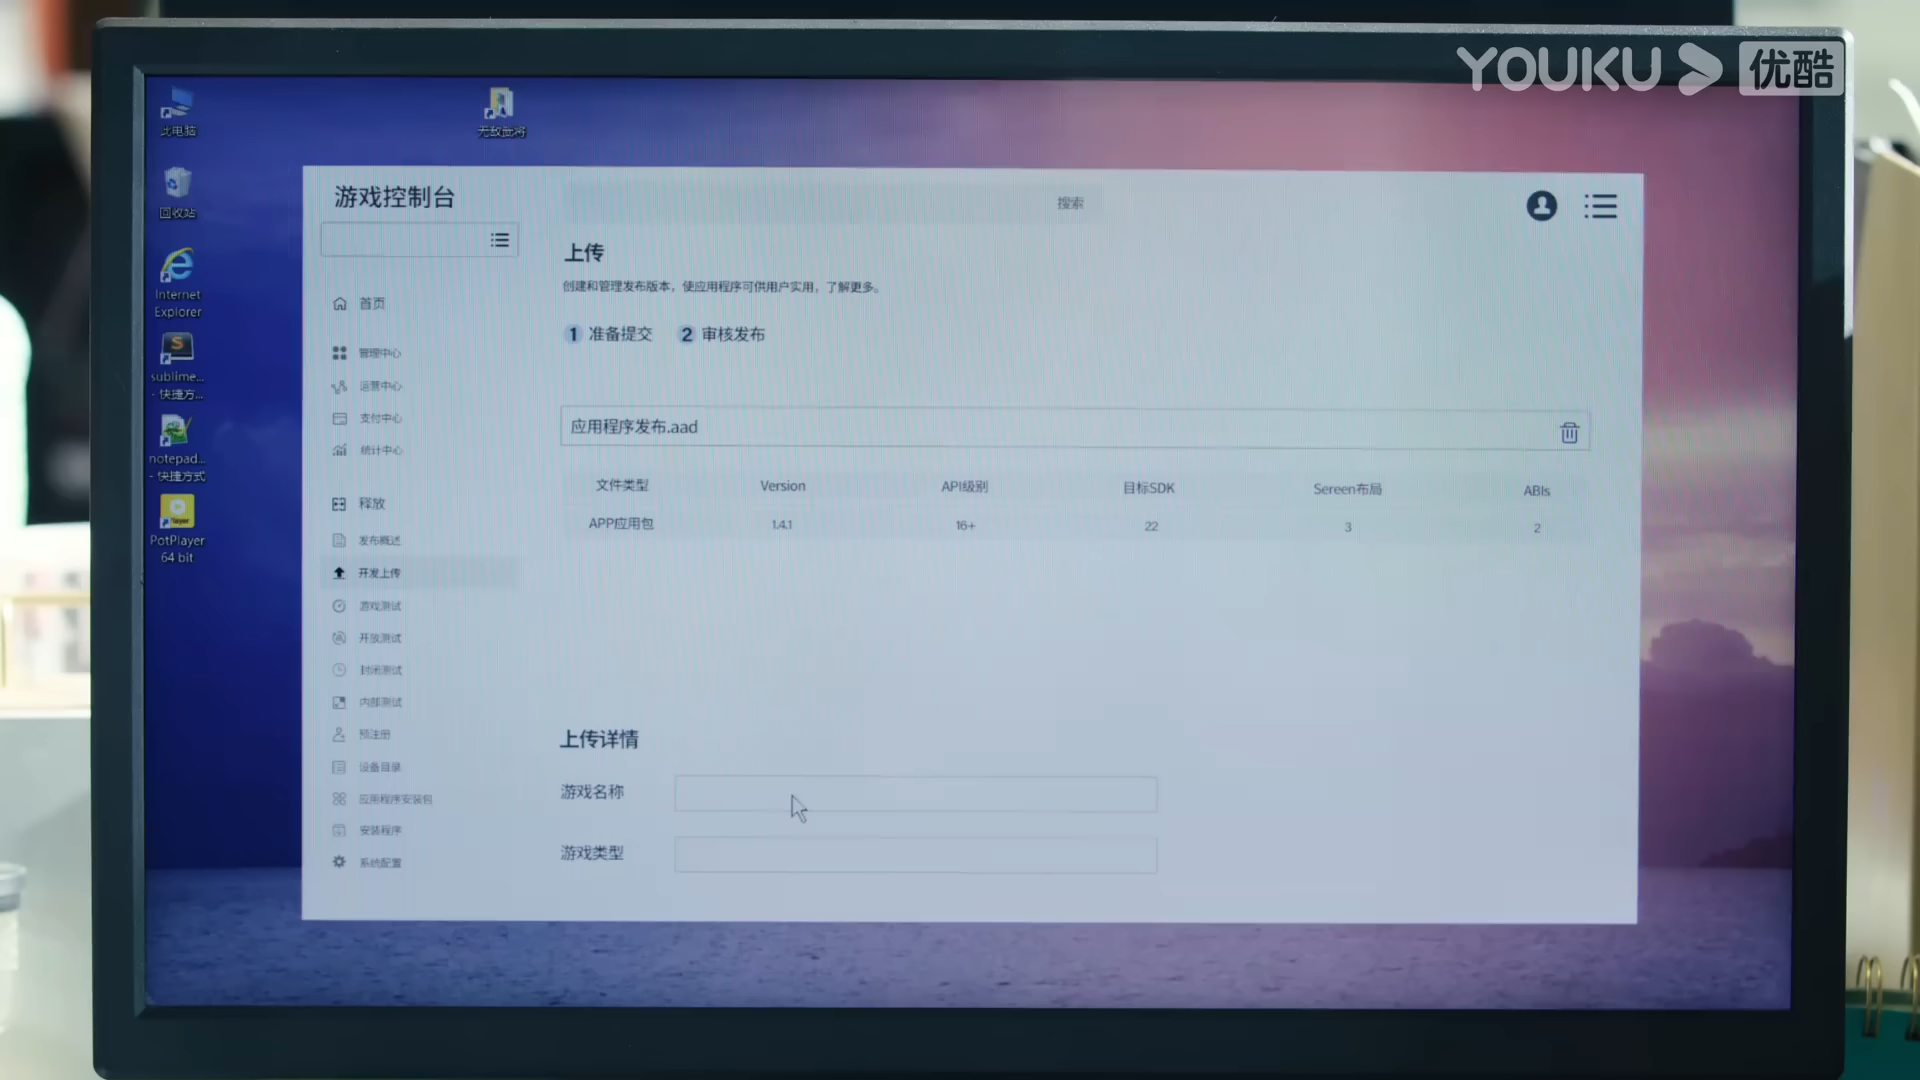 YOUKU 优酷
此电脑
回收站
Internet
Explorer
sublime...
- 快捷方...
notepad...
- 快捷方式
PotPlayer
64 bit
游戏控制台
搜索
首页
管理中心
运营中心
支付中心
统计中心
释放
发布概述
开发上传
游戏测试
开放测试
封闭测试
内部测试
预注册
设备目录
应用程序安装包
安装程序
系统配置
上传
创建和管理发布版本，使应用程序可供用户实用，了解更多。
1 准备提交 2 审核发布
应用程序发布.aad
文件类型 Version API级别 目标SDK Sereen布局 ABIs
APP应用包 1.4.1 16+ 22 3 2
上传详情
游戏名称
游戏类型